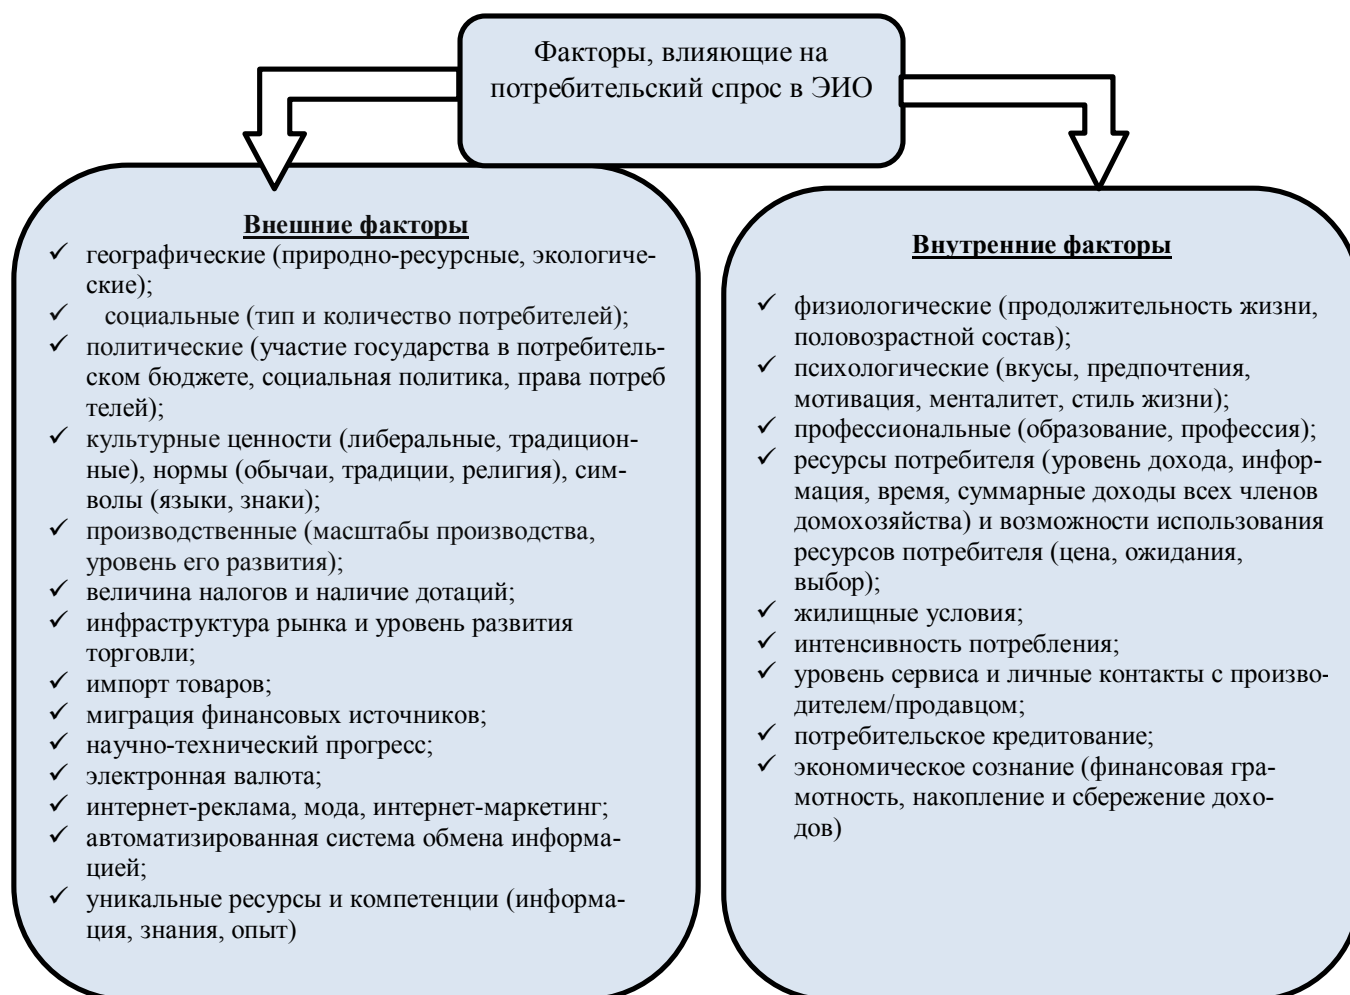 Факторы, влияющие на
потребительский спрос в ЭИО
Внешние факторы
✓ географические (природно-ресурсные, экологиче-
ские);
✓ социальные (тип и количество потребителей);
✓ политические (участие государства в потребитель-
ском бюджете, социальная политика, права потреб
телей);
✓ культурные ценности (либеральные, традицион-
ные), нормы (обычаи, традиции, религия), сим-
волы (языки, знаки);
✓ производственные (масштабы производства,
уровень его развития);
✓ величина налогов и наличие дотаций;
✓ инфраструктура рынка и уровень развития
торговли;
✓ импорт товаров;
✓ миграция финансовых источников;
✓ научно-технический прогресс;
✓ электронная валюта;
✓ интернет-реклама, мода, интернет-маркетинг;
✓ автоматизированная система обмена информа-
цией;
✓ уникальные ресурсы и компетенции (информа-
ция, знания, опыт)
Внутренние факторы
✓ физиологические (продолжительность жизни,
половозрастной состав);
✓ психологические (вкусы, предпочтения,
мотивация, менталитет, стиль жизни);
✓ профессиональные (образование, профессия);
✓ ресурсы потребителя (уровень дохода, инфор-
мация, время, суммарные доходы всех членов
домохозяйства) и возможности использования
ресурсов потребителя (цена, ожидания,
выбор);
✓ жилищные условия;
✓ интенсивность потребления;
✓ уровень сервиса и личные контакты с произво-
дителем/продавцом;
✓ потребительское кредитование;
✓ экономическое сознание (финансовая гра-
мотность, накопление и сбережение дохо-
дов)